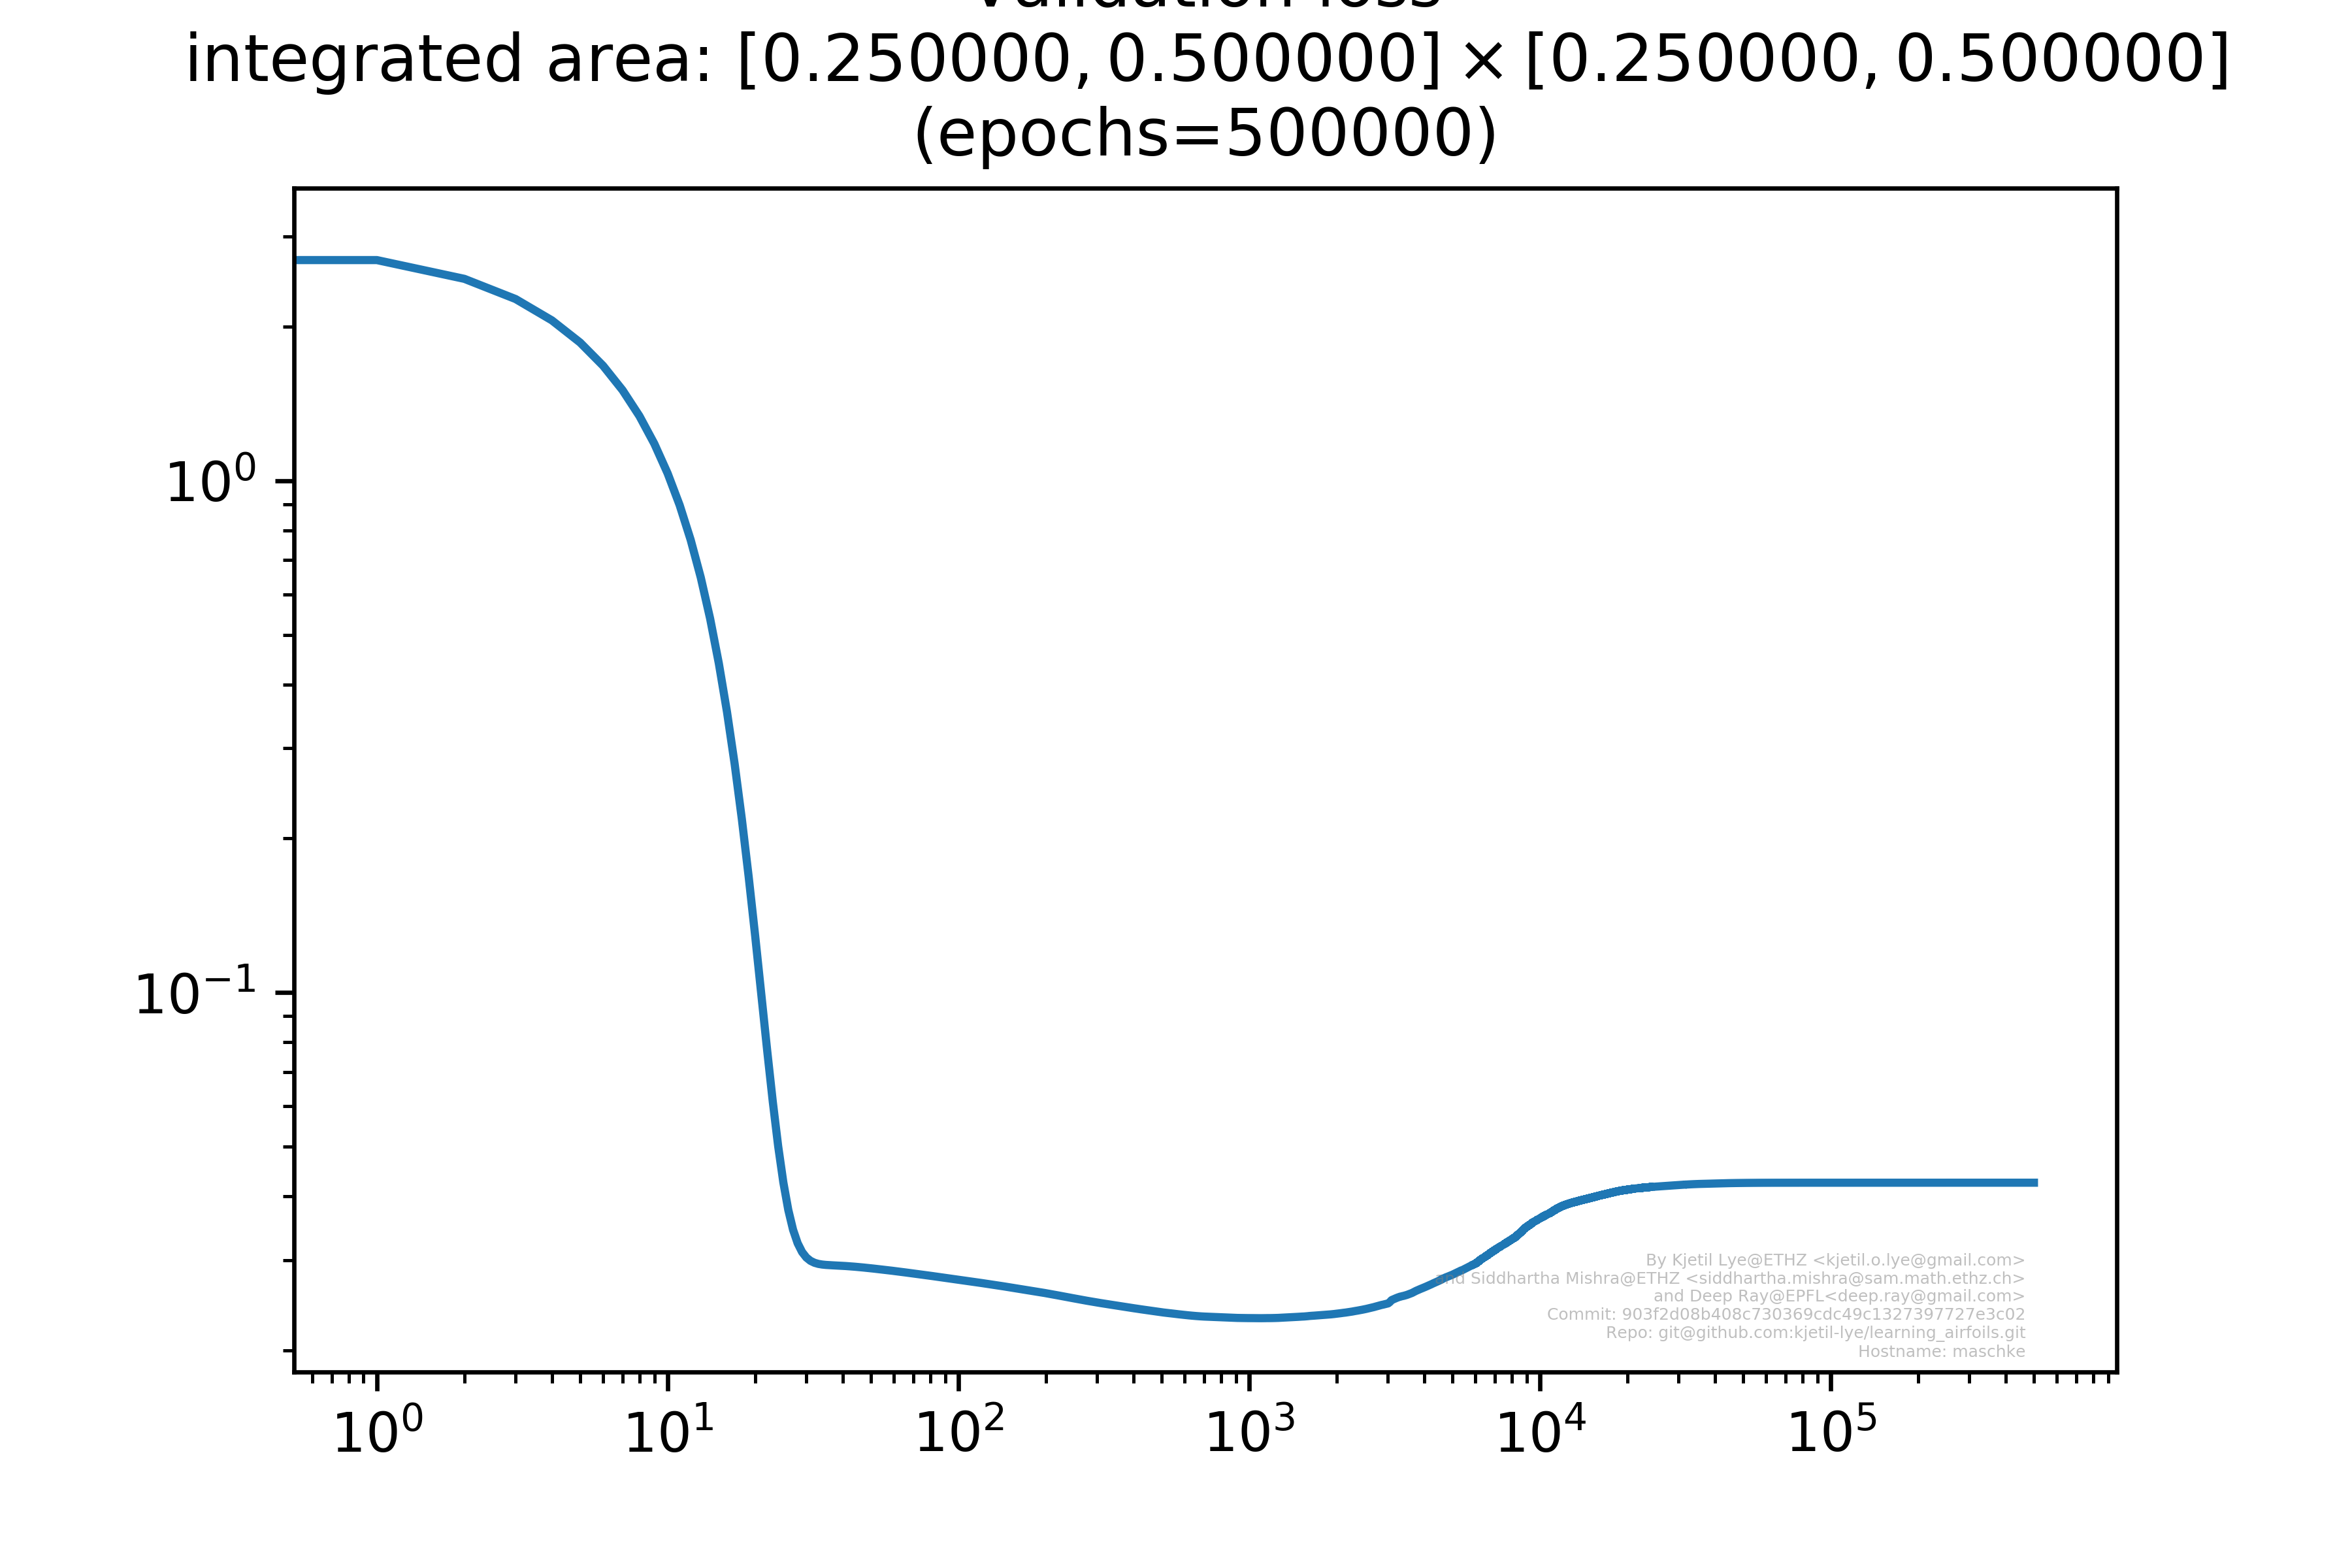 validation loss
integrated area: [0.250000, 0.500000] × [0.250000, 0.500000]
(epochs=500000)
10⁰
10⁻¹
By Kjetil Lye@ETHZ <kjetil.o.lye@gmail.com>
and Siddhartha Mishra@ETHZ <siddhartha.mishra@sam.math.ethz.ch>
and Deep Ray@EPFL<deep.ray@gmail.com>
Commit: 903f2d08b408c730369cdc49c1327397727e3c02
Repo: git@github.com:kjetil-lye/learning_airfoils.git
Hostname: maschke
10⁰ 10¹ 10² 10³ 10⁴ 10⁵